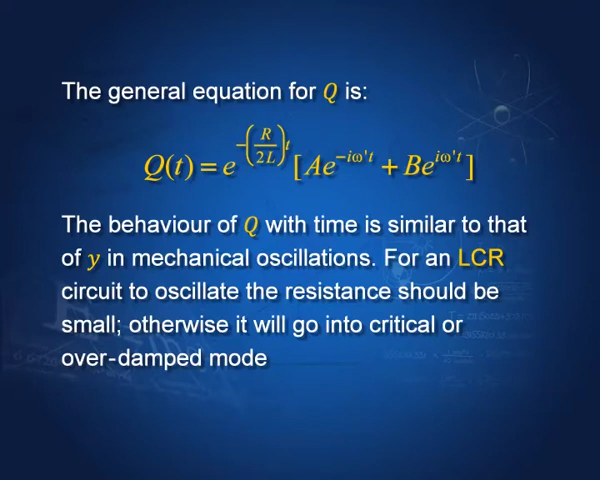 The general equation for Q is:
Q(t) = e^{-(R/2L)t} [Ae^{-iω't} + Be^{iω't}]
The behaviour of Q with time is similar to that
of y in mechanical oscillations. For an LCR
circuit to oscillate the resistance should be
small; otherwise it will go into critical or
over-damped mode